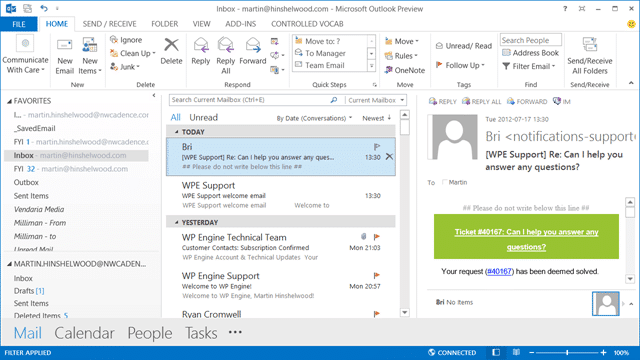 Inbox - martin@hinshelwood.com - Microsoft Outlook Preview
FILE HOME SEND / RECEIVE FOLDER VIEW ADD-INS CONTROLLED VOCAB
Communicate With Care
New Email
New Items
New
Ignore
Clean Up
Junk
Delete
Delete
Reply
Reply All
Forward
Respond
Move to: ?
To Manager
Team Email
Quick Steps
Move
Rules
OneNote
Move
Unread/ Read
Follow Up
Tags
Search People
Address Book
Filter Email
Find
Send/Receive All Folders
Send/Receive
FAVORITES
I... martin.hinshelwood@nwcadence.com
_SavedEmail
FYI 1 - martin.hinshelwood@nwcad...
Inbox - martin@hinshelwood.com
FYI 32 - martin@hinshelwood.com
Outbox
Sent Items
Vendaria Media
Milliman - From
Milliman - to
Unread Mail
MARTIN.HINSHELWOOD@NWCADEN...
Inbox
Drafts [1]
Sent Items
Deleted Items 5
Search Current Mailbox (Ctrl+E)
Current Mailbox
All Unread
By Date (Conversations) Newest
TODAY
Bri
[WPE Support] Re: Can I help you answer any ques... 13:30
## Please do not write below this line ##
WPE Support
WPE Support welcome email 13:30
WPE Support welcome email Welcome to
YESTERDAY
WP Engine Technical Team
Customer Contacts: Subscription Confirmed Mon 21:03
WP Engine Account & Technical Updates Your
WP Engine Support
Welcome to WP Engine! Mon 20:57
Welcome to WP Engine, Martin Hinshelwood!
Ryan Cromwell
REPLY REPLY ALL FORWARD IM
Tue 2012-07-17 13:30
Bri <notifications-support
[WPE Support] Re: Can I help you answer any questions?
To Martin
## Please do not write below this line ##
Ticket #40167: Can I help you answer any
questions?
Your request (#40167) has been deemed solved.
Bri No Items
Mail Calendar People Tasks •••
FILTER APPLIED
CONNECTED
100%